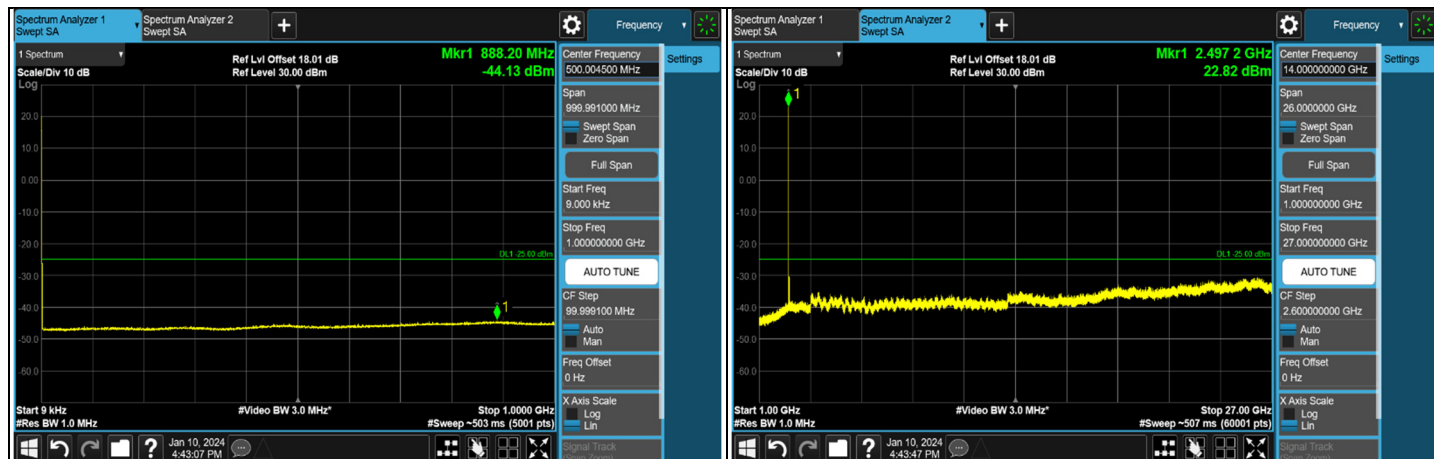 Spectrum Analyzer 1
Swept SA
Spectrum Analyzer 2
Swept SA
+
Frequency
1 Spectrum
Scale/Div 10 dB
Log
Ref Lvl Offset 18.01 dB
Ref Level 30.00 dBm
Mkr1 888.20 MHz
-44.13 dBm
20.0
10.0
0.00
-10.0
-20.0
-30.0
-40.0
-50.0
-60.0
DL1 -25.00 dBm
1
Start 9 kHz
#Res BW 1.0 MHz
#Video BW 3.0 MHz*
Stop 1.0000 GHz
#Sweep ~503 ms (5001 pts)
Center Frequency
500.004500 MHz
Settings
Span
999.991000 MHz
Swept Span
Zero Span
Full Span
Start Freq
9.000 kHz
Stop Freq
1.000000000 GHz
AUTO TUNE
CF Step
99.999100 MHz
Auto
Man
Freq Offset
0 Hz
X Axis Scale
Log
Lin
Signal Track
(Span Zoom)
?
Jan 10, 2024
4:43:07 PM
Spectrum Analyzer 1
Swept SA
Spectrum Analyzer 2
Swept SA
+
Frequency
1 Spectrum
Scale/Div 10 dB
Log
Ref Lvl Offset 18.01 dB
Ref Level 30.00 dBm
Mkr1 2.497 2 GHz
22.82 dBm
1
20.0
10.0
0.00
-10.0
-20.0
-30.0
-40.0
-50.0
-60.0
DL1 -25.00 dBm
Start 1.00 GHz
#Res BW 1.0 MHz
#Video BW 3.0 MHz*
Stop 27.00 GHz
#Sweep ~507 ms (60001 pts)
Center Frequency
14.000000000 GHz
Settings
Span
26.0000000 GHz
Swept Span
Zero Span
Full Span
Start Freq
1.000000000 GHz
Stop Freq
27.000000000 GHz
AUTO TUNE
CF Step
2.600000000 GHz
Auto
Man
Freq Offset
0 Hz
X Axis Scale
Log
Lin
Signal Track
(Span Zoom)
?
Jan 10, 2024
4:43:47 PM